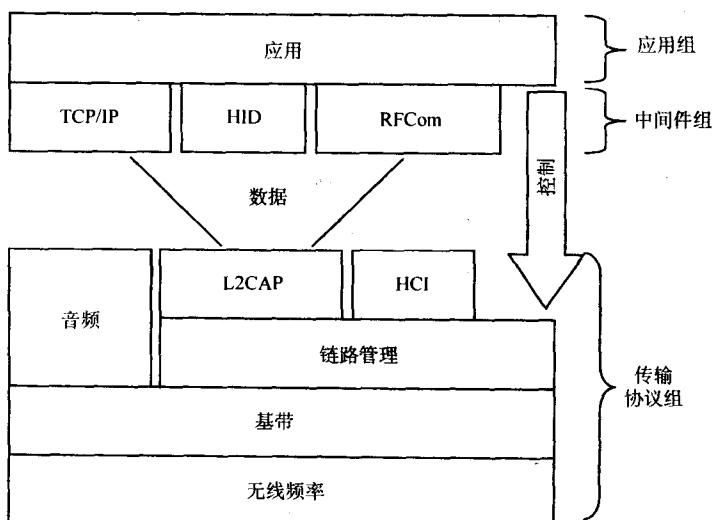 应用
应用组
TCP/IP
HID
RFCom
中间件组
数据
控制
L2CAP
HCI
音频
链路管理
传输
协议组
基带
无线频率